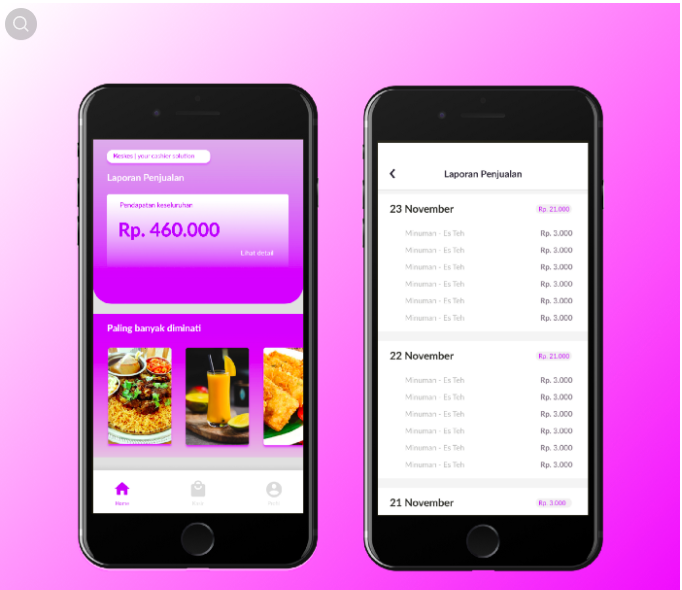 | your cashier solution
Laporan Penjualan
Pendapatan keseluruhan
Rp. 460.000
Lihat detail
Paling banyak diminati
Home
Laporan Penjualan
23 November Rp. 21.000
Minuman - Es Teh Rp. 3.000
Minuman - Es Teh Rp. 3.000
Minuman - Es Teh Rp. 3.000
Minuman - Es Teh Rp. 3.000
Minuman - Es Teh Rp. 3.000
Minuman - Es Teh Rp. 3.000
22 November Rp. 21.000
Minuman - Es Teh Rp. 3.000
Minuman - Es Teh Rp. 3.000
Minuman - Es Teh Rp. 3.000
Minuman - Es Teh Rp. 3.000
Minuman - Es Teh Rp. 3.000
Minuman - Es Teh Rp. 3.000
21 November Rp. 3.000